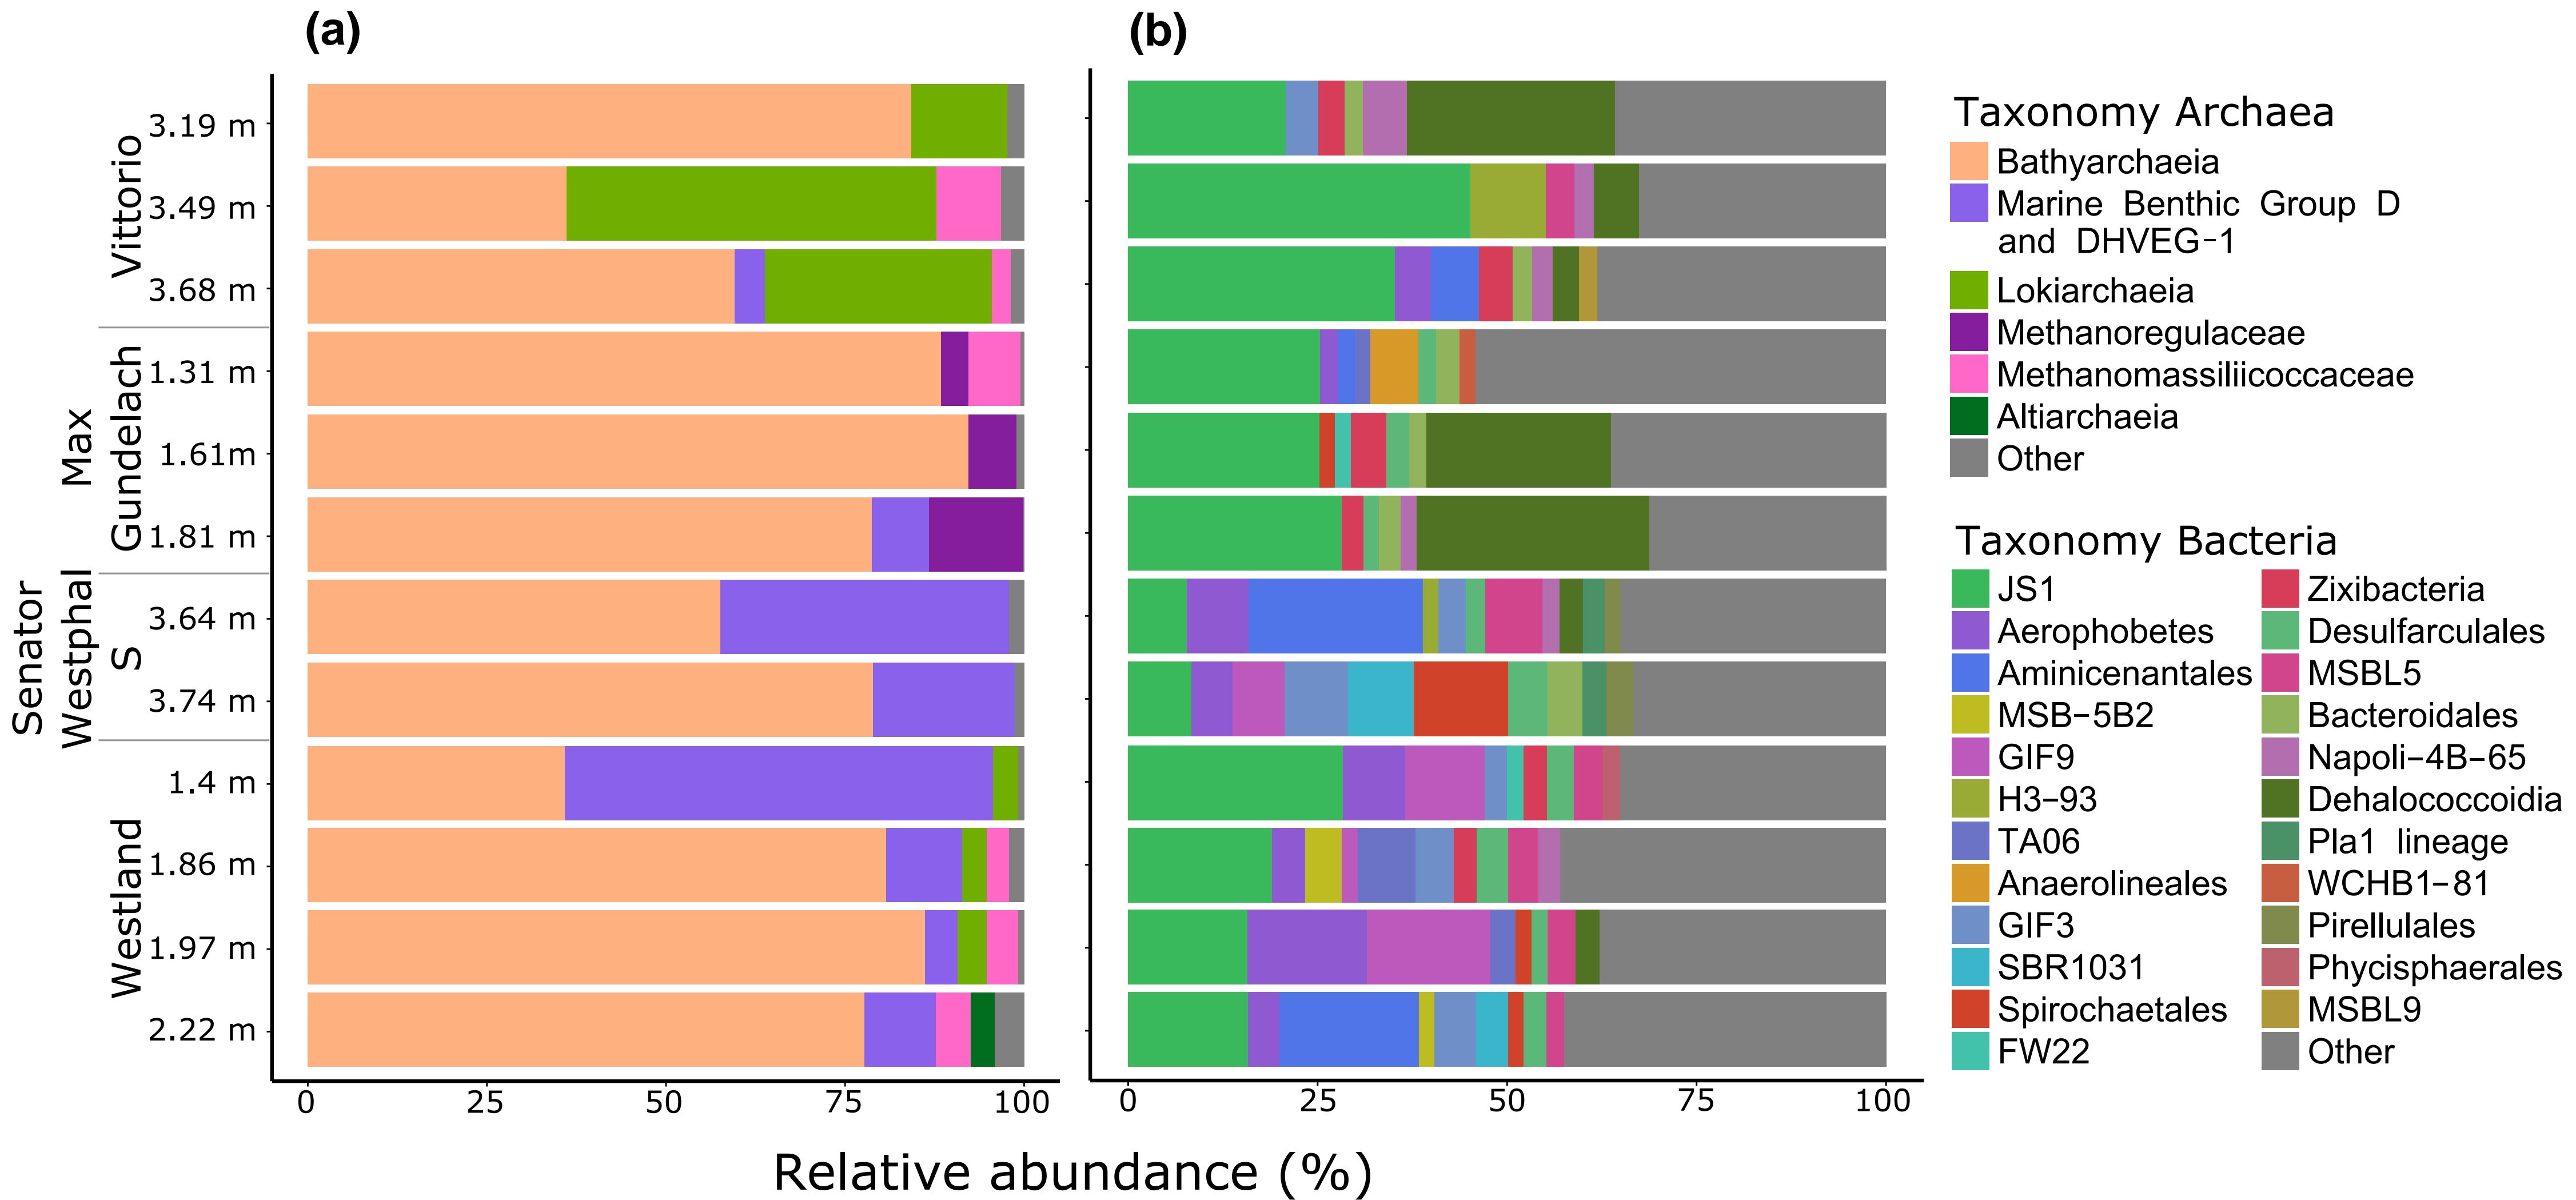 (a)
(b)
Vittorio
3.19 m
3.49 m
3.68 m
Max
Gundelach
1.31 m
1.61m
1.81 m
Senator
Westphal
S
3.64 m
3.74 m
Westland
1.4 m
1.86 m
1.97 m
2.22 m
0 25 50 75 100
0 25 50 75 100
Relative abundance (%)
Taxonomy Archaea
Bathyarchaeia
Marine Benthic Group D
and DHVEG−1
Lokiarchaeia
Methanoregulaceae
Methanomassiliicoccaceae
Altiarchaeia
Other
Taxonomy Bacteria
JS1
Aerophobetes
Aminicenantales
MSB−5B2
GIF9
H3−93
TA06
Anaerolineales
GIF3
SBR1031
Spirochaetales
FW22
Zixibacteria
Desulfarculales
MSBL5
Bacteroidales
Napoli−4B−65
Dehalococcoidia
Pla1 lineage
WCHB1−81
Pirellulales
Phycisphaerales
MSBL9
Other